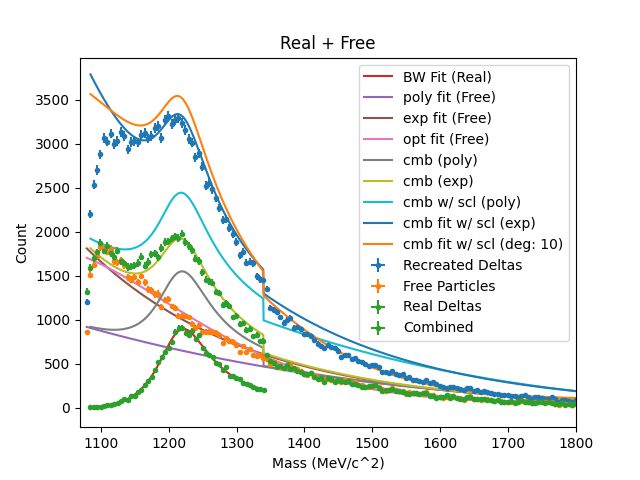 Real + Free
Count
3500
3000
2500
2000
1500
1000
500
0
BW Fit (Real)
poly fit (Free)
exp fit (Free)
opt fit (Free)
cmb (poly)
cmb (exp)
cmb w/ scl (poly)
cmb fit w/ scl (exp)
cmb fit w/ scl (deg: 10)
Recreated Deltas
Free Particles
Real Deltas
Combined
1100 1200 1300 1400 1500 1600 1700 1800
Mass (MeV/c^2)